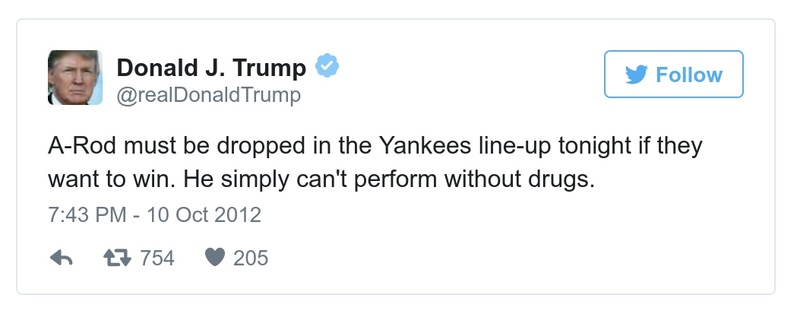 Donald J. Trump
@realDonaldTrump
Follow
A-Rod must be dropped in the Yankees line-up tonight if they
want to win. He simply can't perform without drugs.
7:43 PM - 10 Oct 2012
754 205